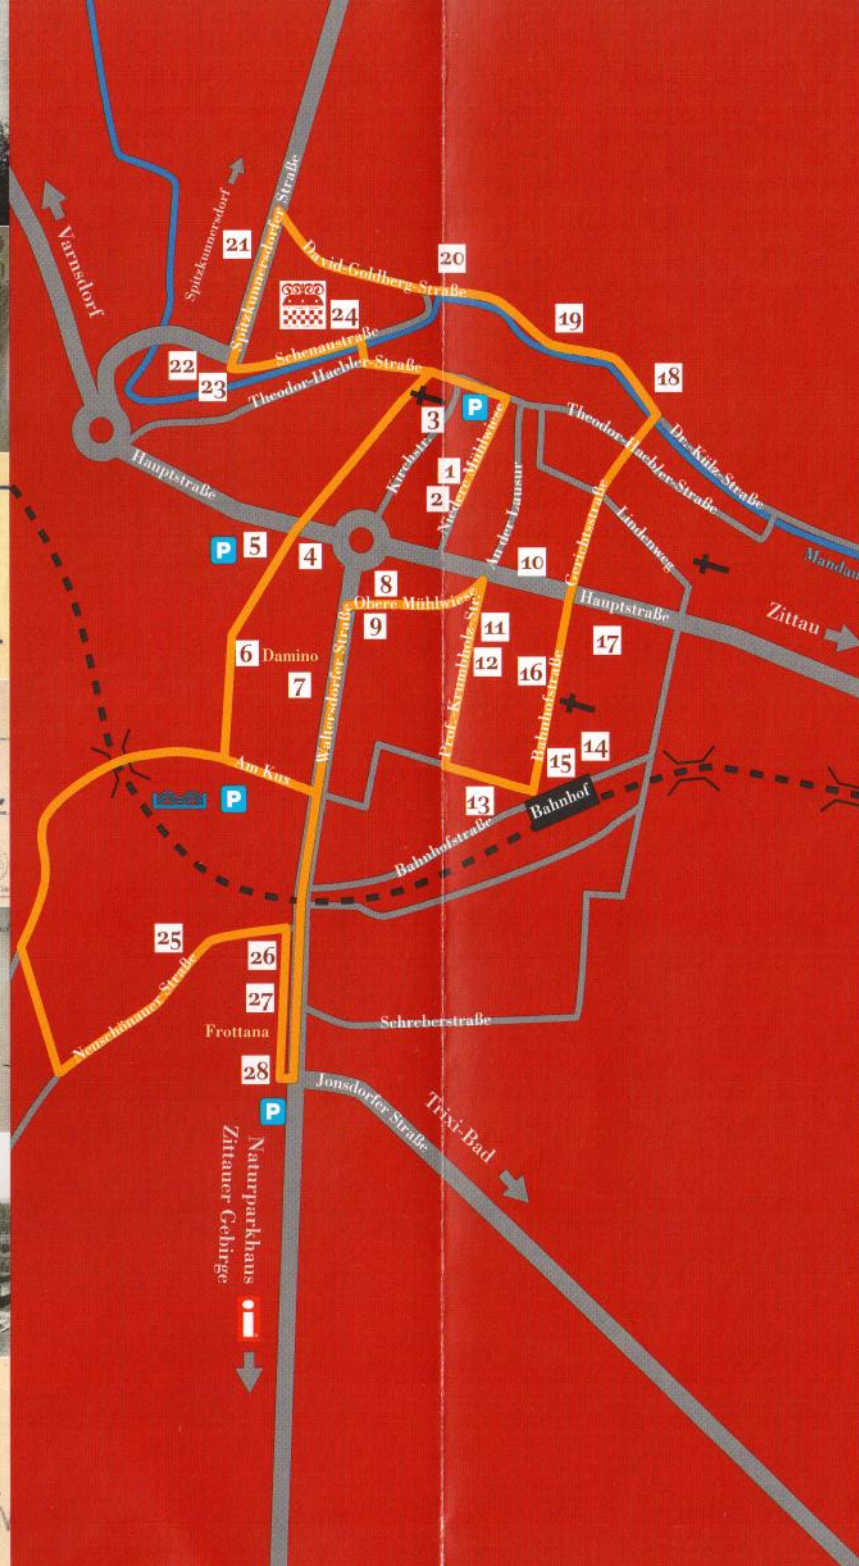 Varnsdorf
Spitzkunnersdorf
21
Spitzkunnersdorfer Straße
David-Goldberg-Straße
20
19
18
24
Schenaustraße
22
23
Theodor-Haebler-Straße
3
P
Kirchstr.
1
2
Niedere Mühlwiese
An der Lausur
Theodor-Haebler-Straße
Dr.-Külz-Straße
Gerichtsstraße
Lindenweg
Mandau
Hauptstraße
P
5
4
10
8
Obere Mühlwiese
9
Hauptstraße
Zittau
6
Damino
7
Waltersdorfer Straße
11
12
Prof.-Krumbholz Str.
16
Bahnhofstraße
17
14
15
Am Kux
P
13
Bahnhof
Bahnhofstraße
25
26
Neuschönauer Straße
27
Frottana
Schreberstraße
28
Jonsdorfer Straße
P
Trixi-Bad
Naturparkhaus
Zittauer Gebirge
i